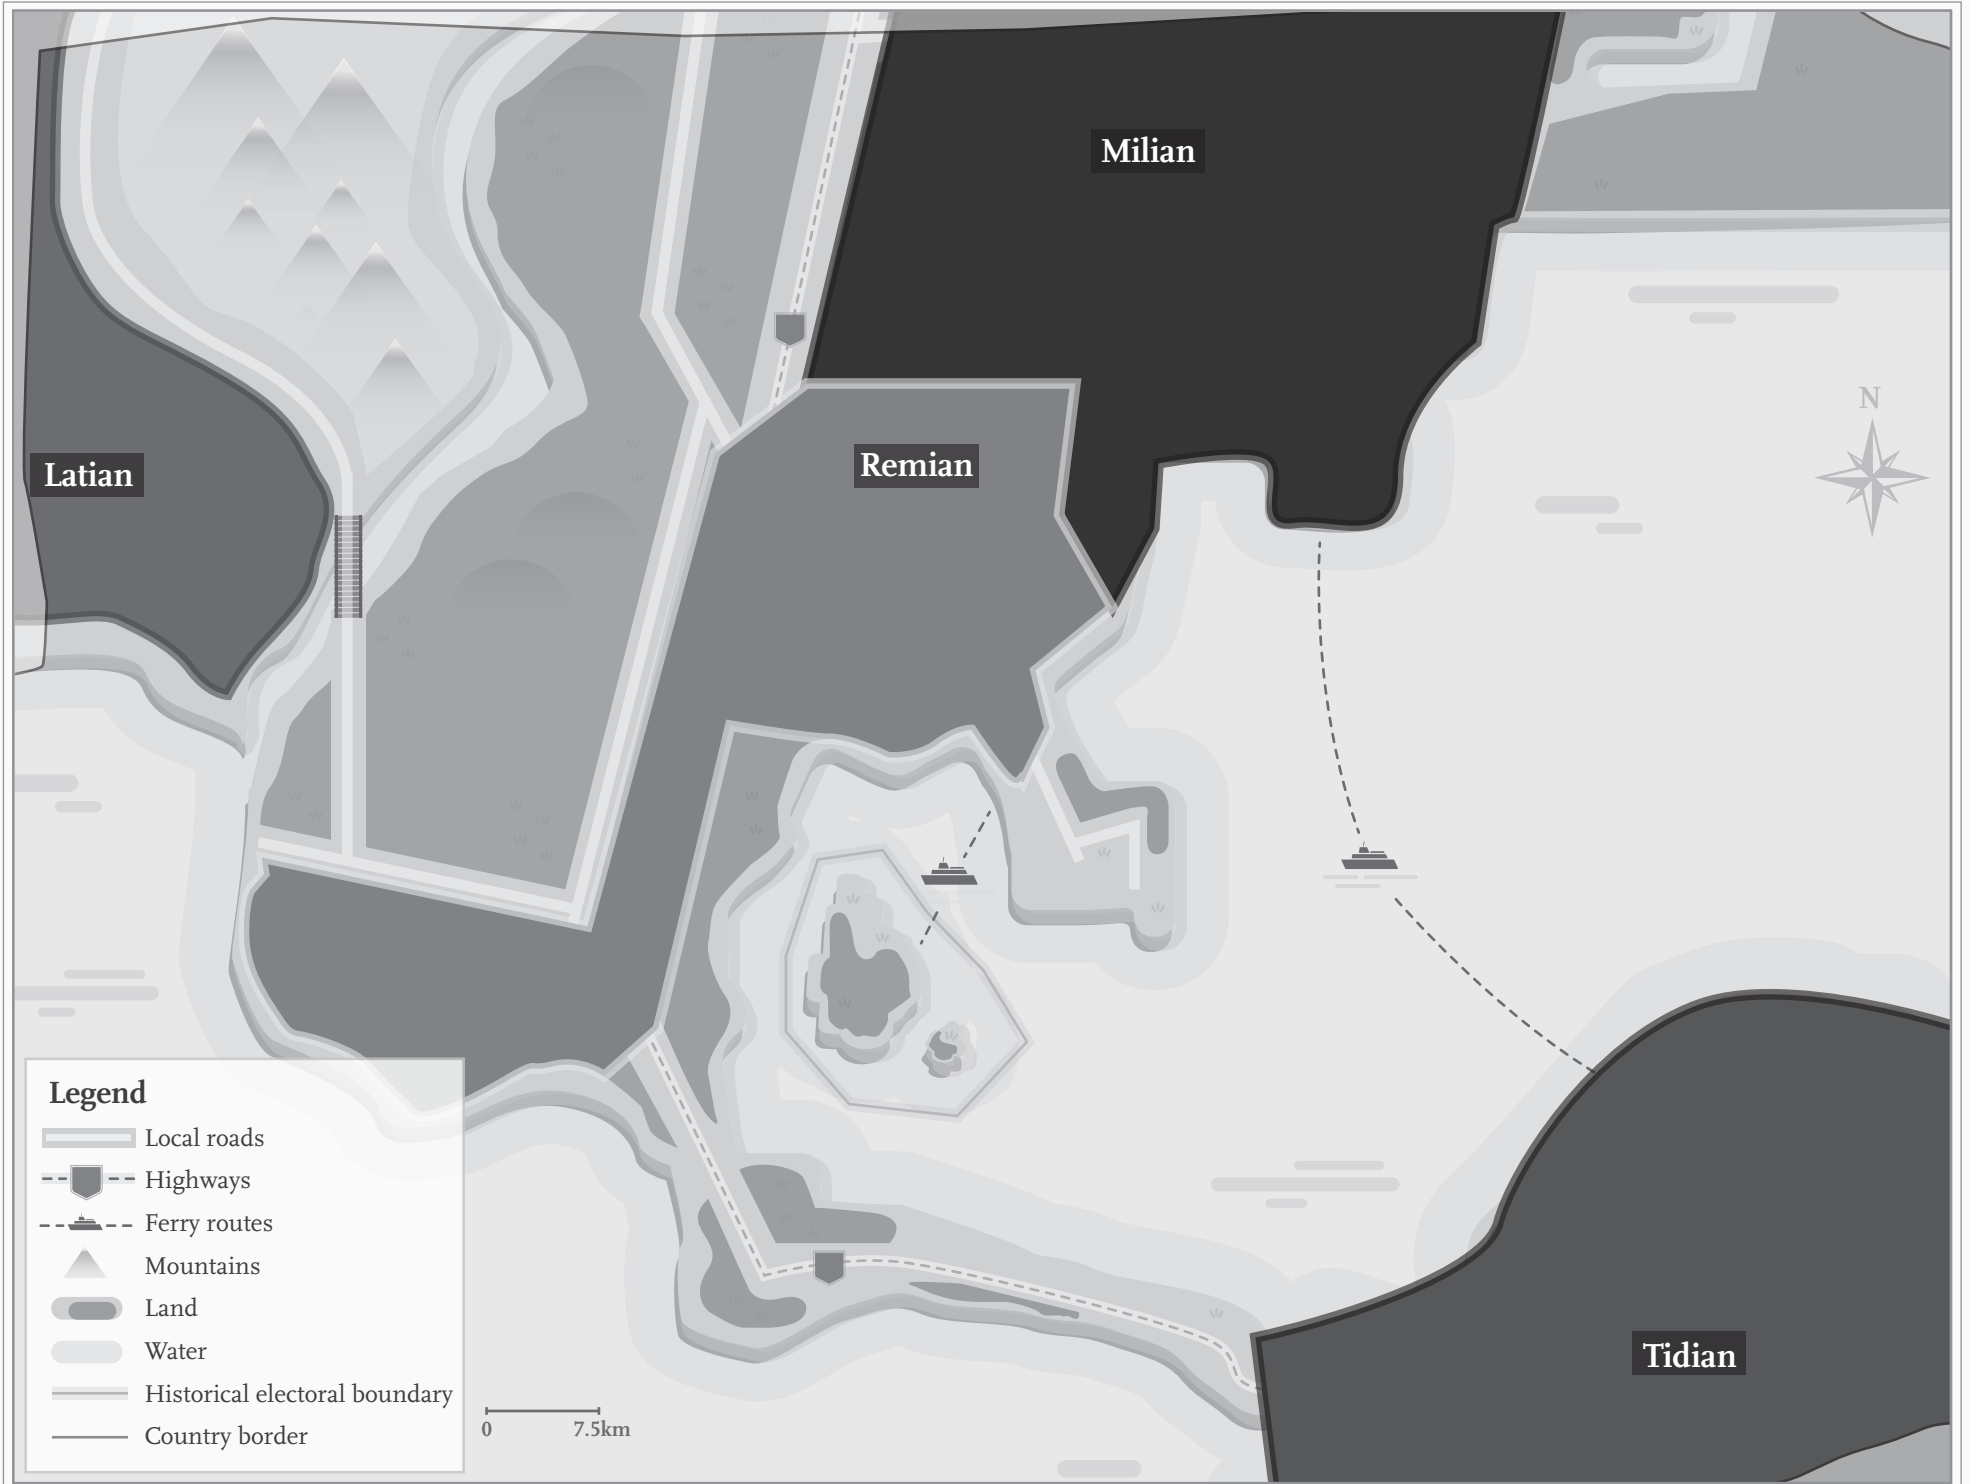 Milian
N
Latian
Remian
Legend
Local roads
Highways
Ferry routes
Mountains
Land
Water
Historical electoral boundary
Country border
0 7.5km
Tidian